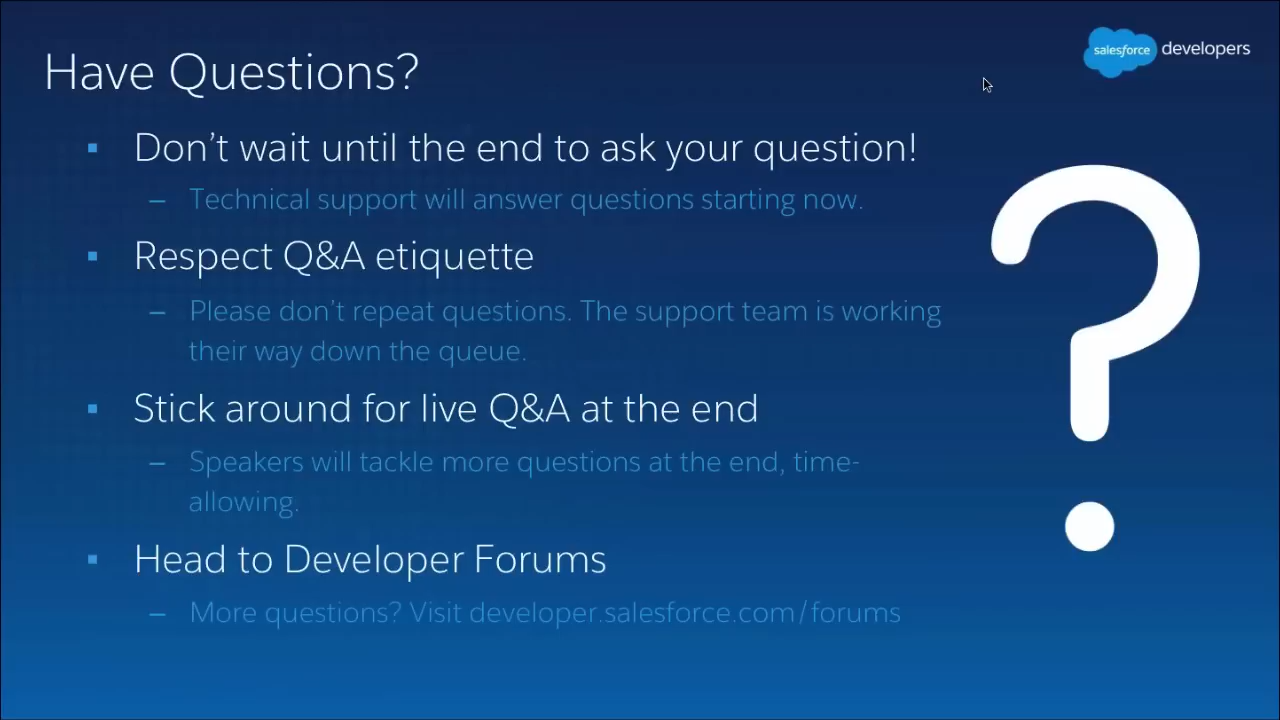 Have Questions?
salesforce developers
▪ Don't wait until the end to ask your question!
– Technical support will answer questions starting now.
▪ Respect Q&A etiquette
– Please don't repeat questions. The support team is working
their way down the queue.
▪ Stick around for live Q&A at the end
– Speakers will tackle more questions at the end, time-
allowing.
▪ Head to Developer Forums
– More questions? Visit developer.salesforce.com/forums
?